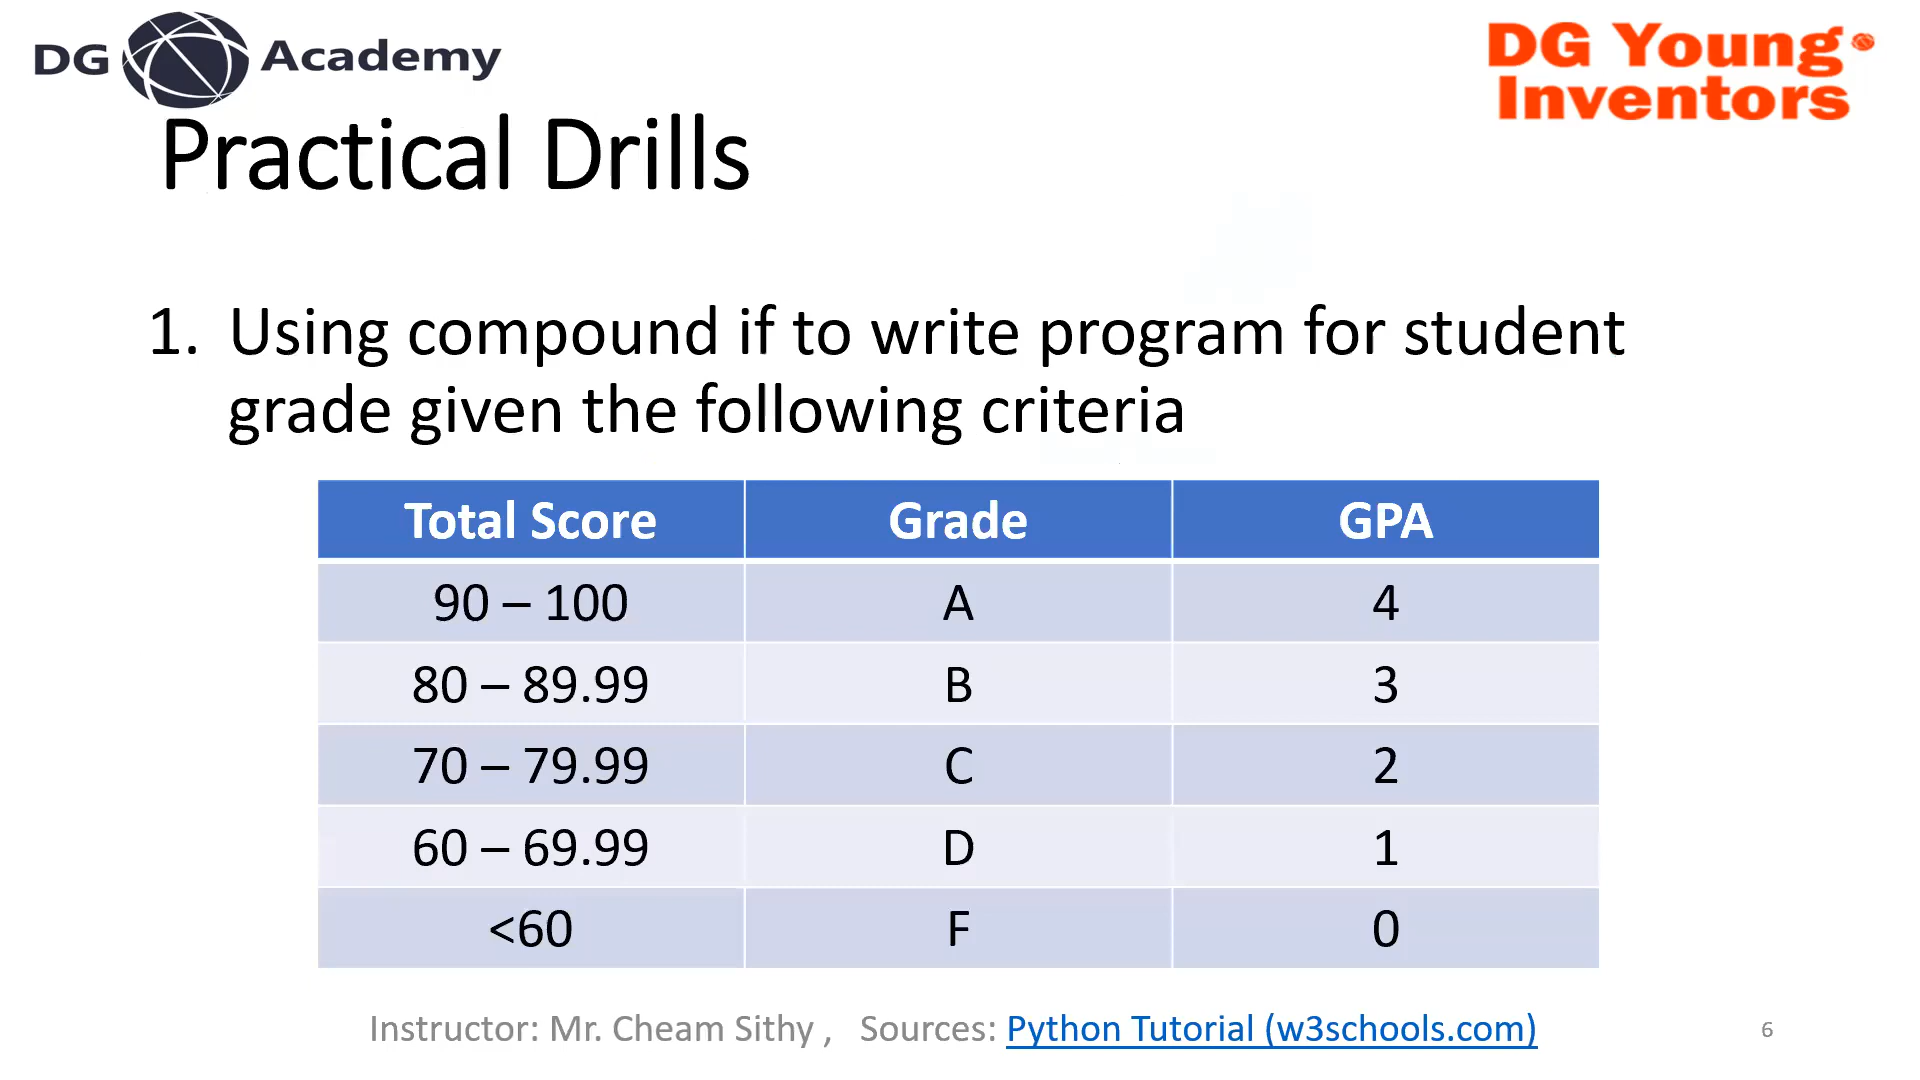 DG Academy
DG Young
Inventors
Practical Drills
1. Using compound if to write program for student
grade given the following criteria
Total Score Grade GPA
90 – 100 A 4
80 – 89.99 B 3
70 – 79.99 C 2
60 – 69.99 D 1
<60 F 0
Instructor: Mr. Cheam Sithy , Sources: Python Tutorial (w3schools.com) 6